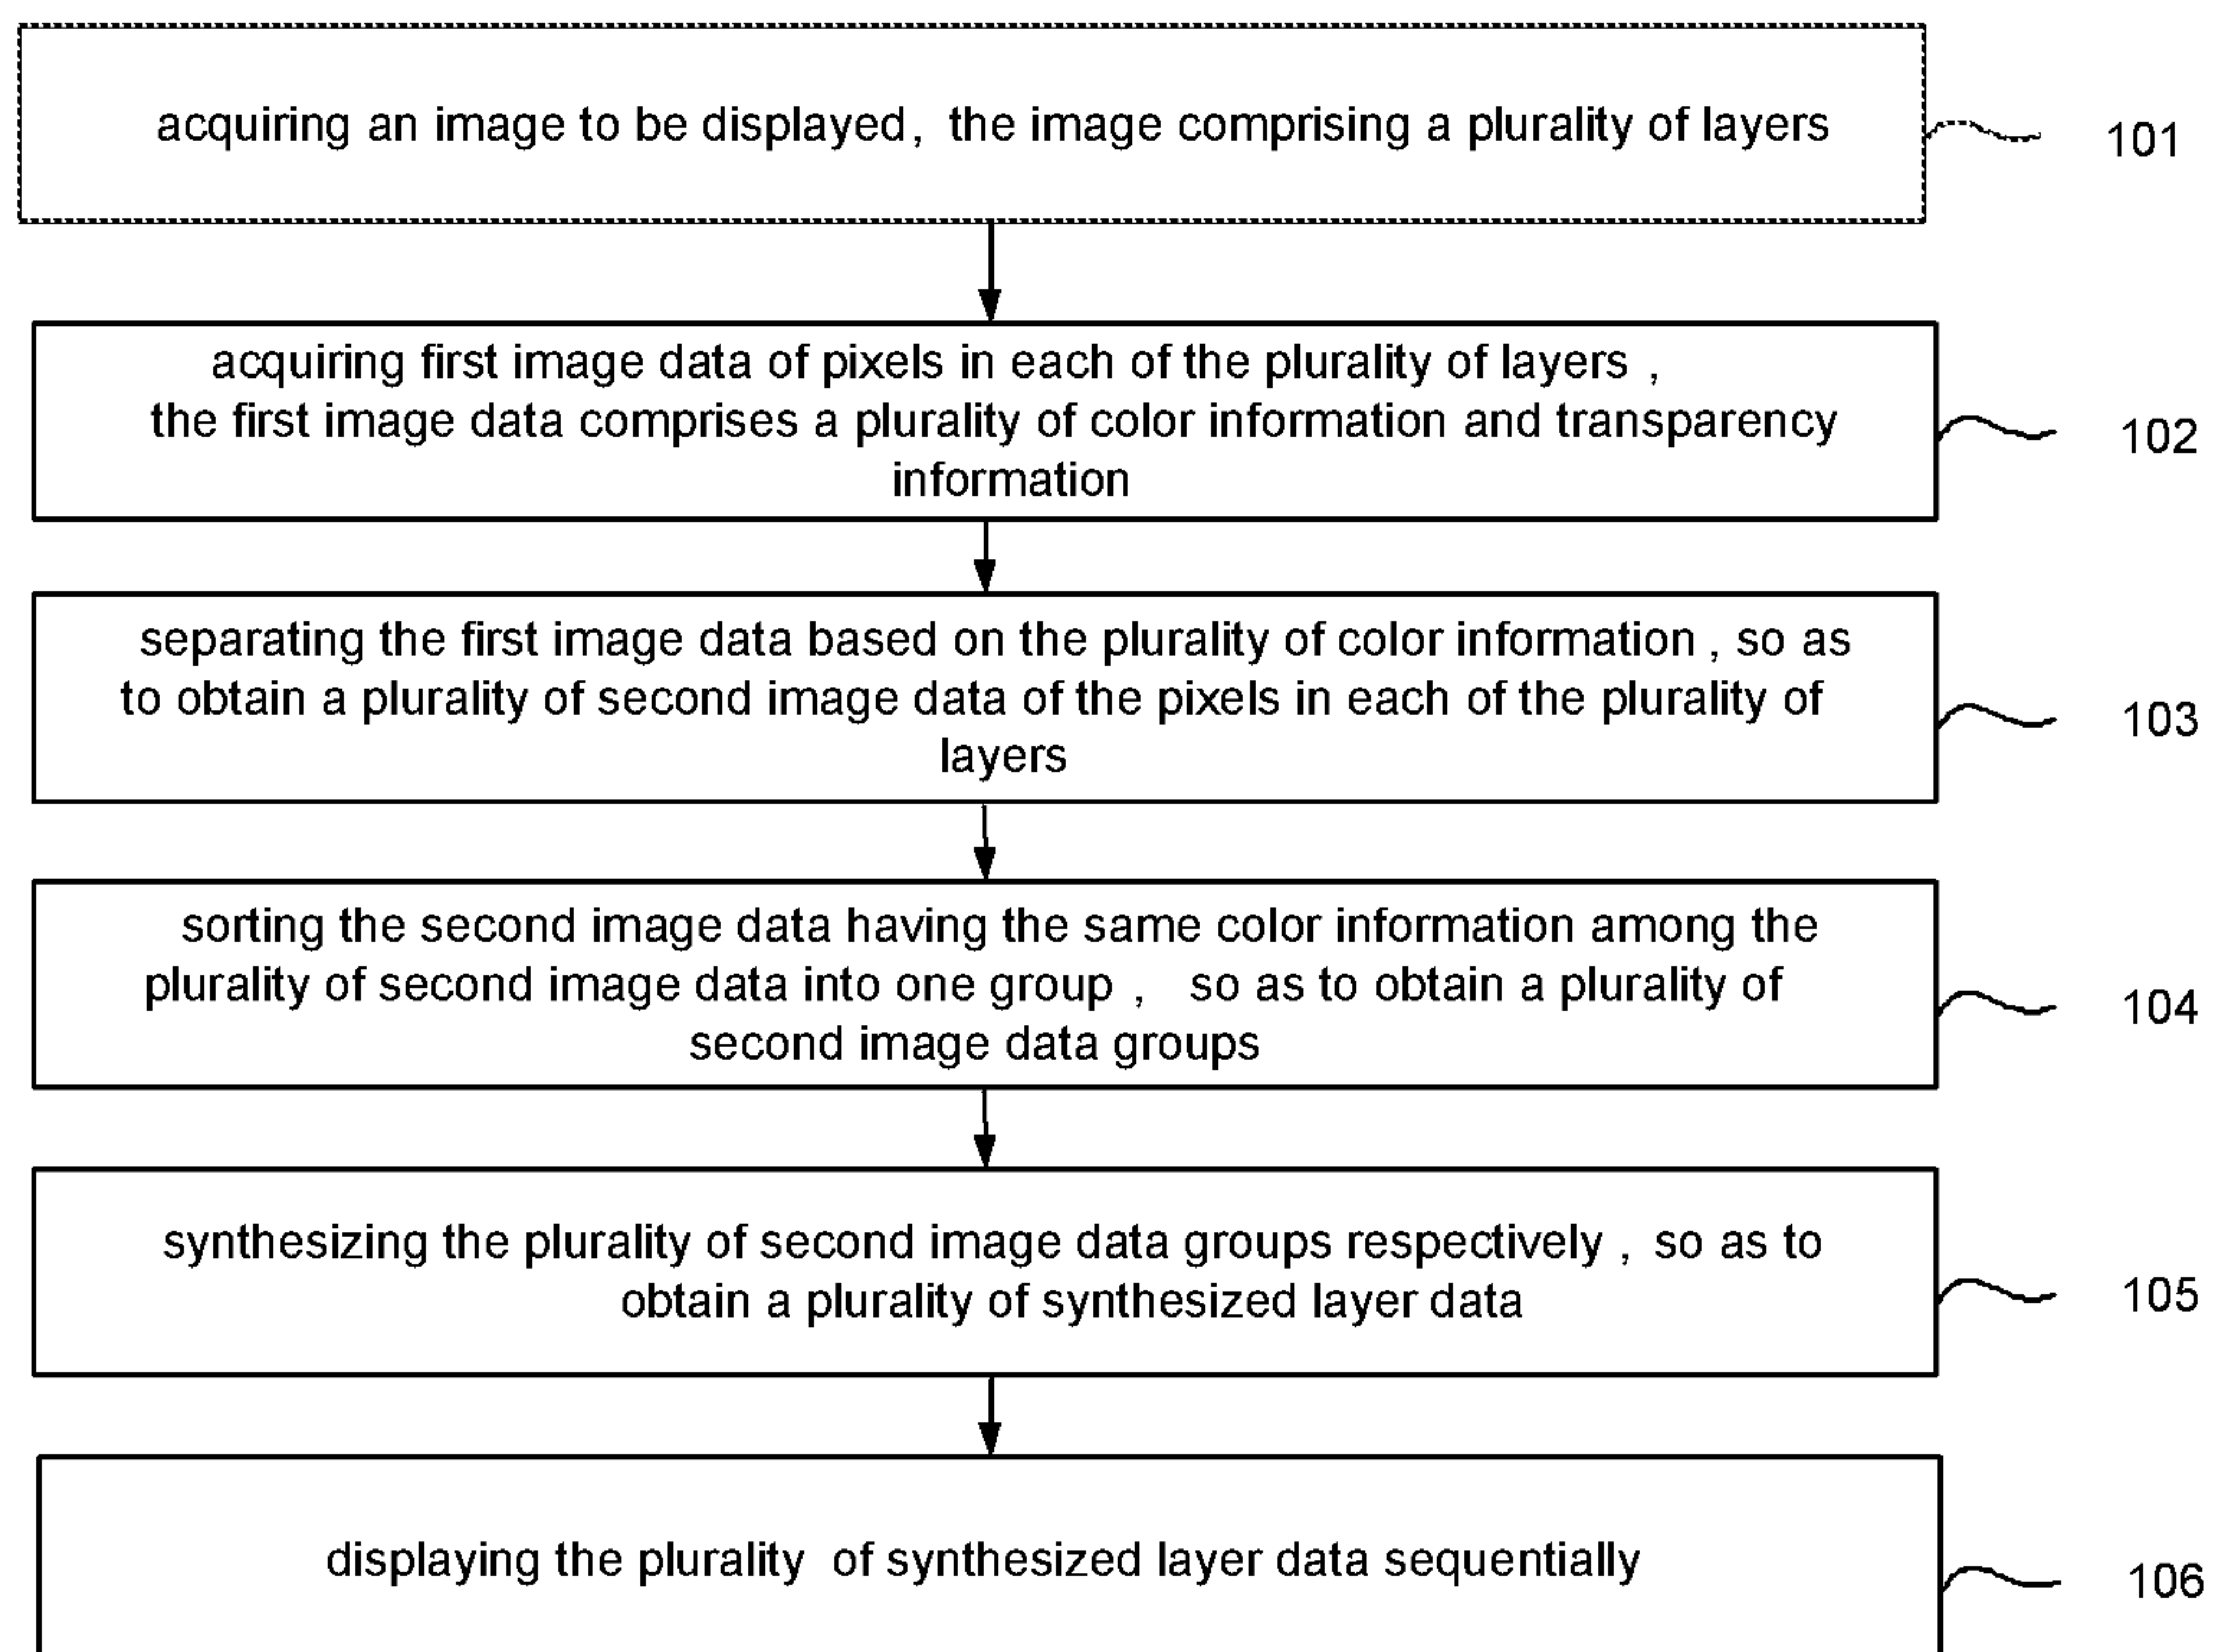 acquiring an image to be displayed, the image comprising a plurality of layers
101
acquiring first image data of pixels in each of the plurality of layers ,
the first image data comprises a plurality of color information and transparency
information
102
separating the first image data based on the plurality of color information , so as
to obtain a plurality of second image data of the pixels in each of the plurality of
layers
103
sorting the second image data having the same color information among the
plurality of second image data into one group , so as to obtain a plurality of
second image data groups
104
synthesizing the plurality of second image data groups respectively , so as to
obtain a plurality of synthesized layer data
105
displaying the plurality of synthesized layer data sequentially
106